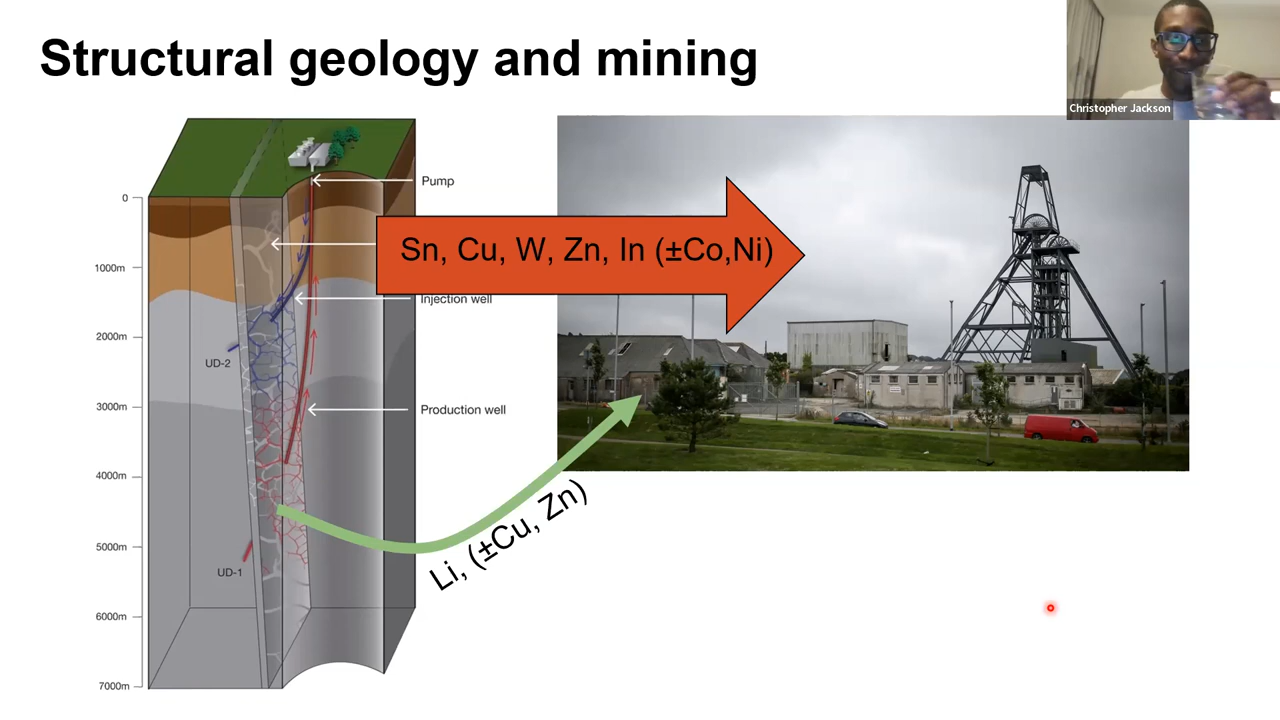 Structural geology and mining
Christopher Jackson
Pump
0
Sn, Cu, W, Zn, In (±Co,Ni)
1000m
Injection well
2000m
UD-2
3000m
Production well
4000m
Li, (±Cu, Zn)
5000m
UD-1
6000m
7000m